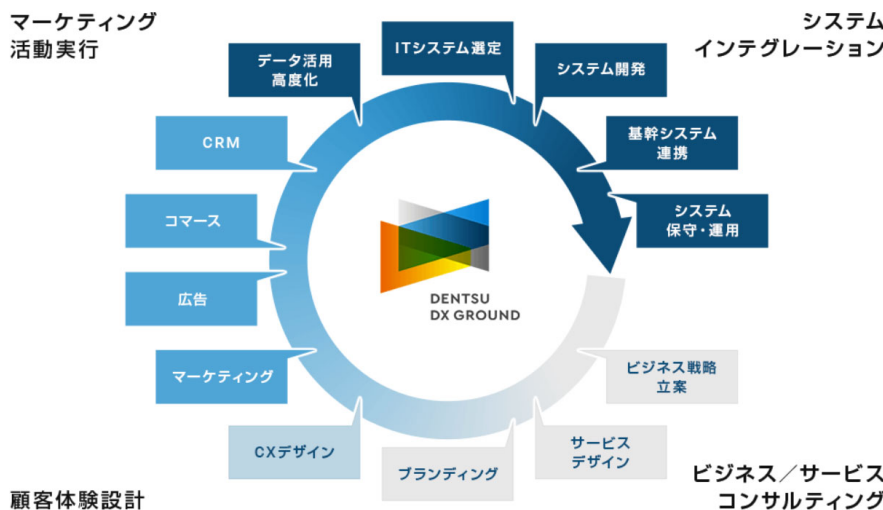 マーケティング
活動実行
システム
インテグレーション
ITシステム選定
データ活用
高度化
システム開発
CRM
基幹システム
連携
コマース
システム
保守・運用
広告
DENTSU
DX GROUND
マーケティング
ビジネス戦略
立案
CXデザイン
ブランディング
サービス
デザイン
顧客体験設計
ビジネス／サービス
コンサルティング